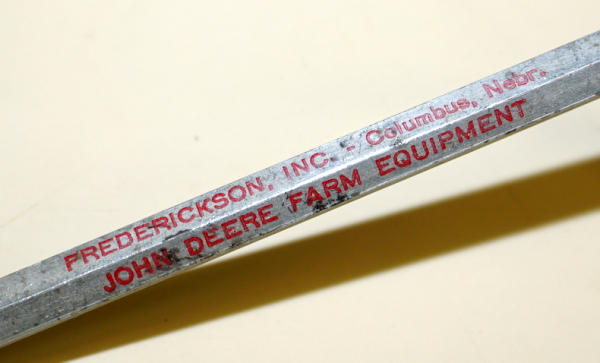 FREDERICKSON, INC. - Columbus, Nebr.
JOHN DEERE FARM EQUIPMENT